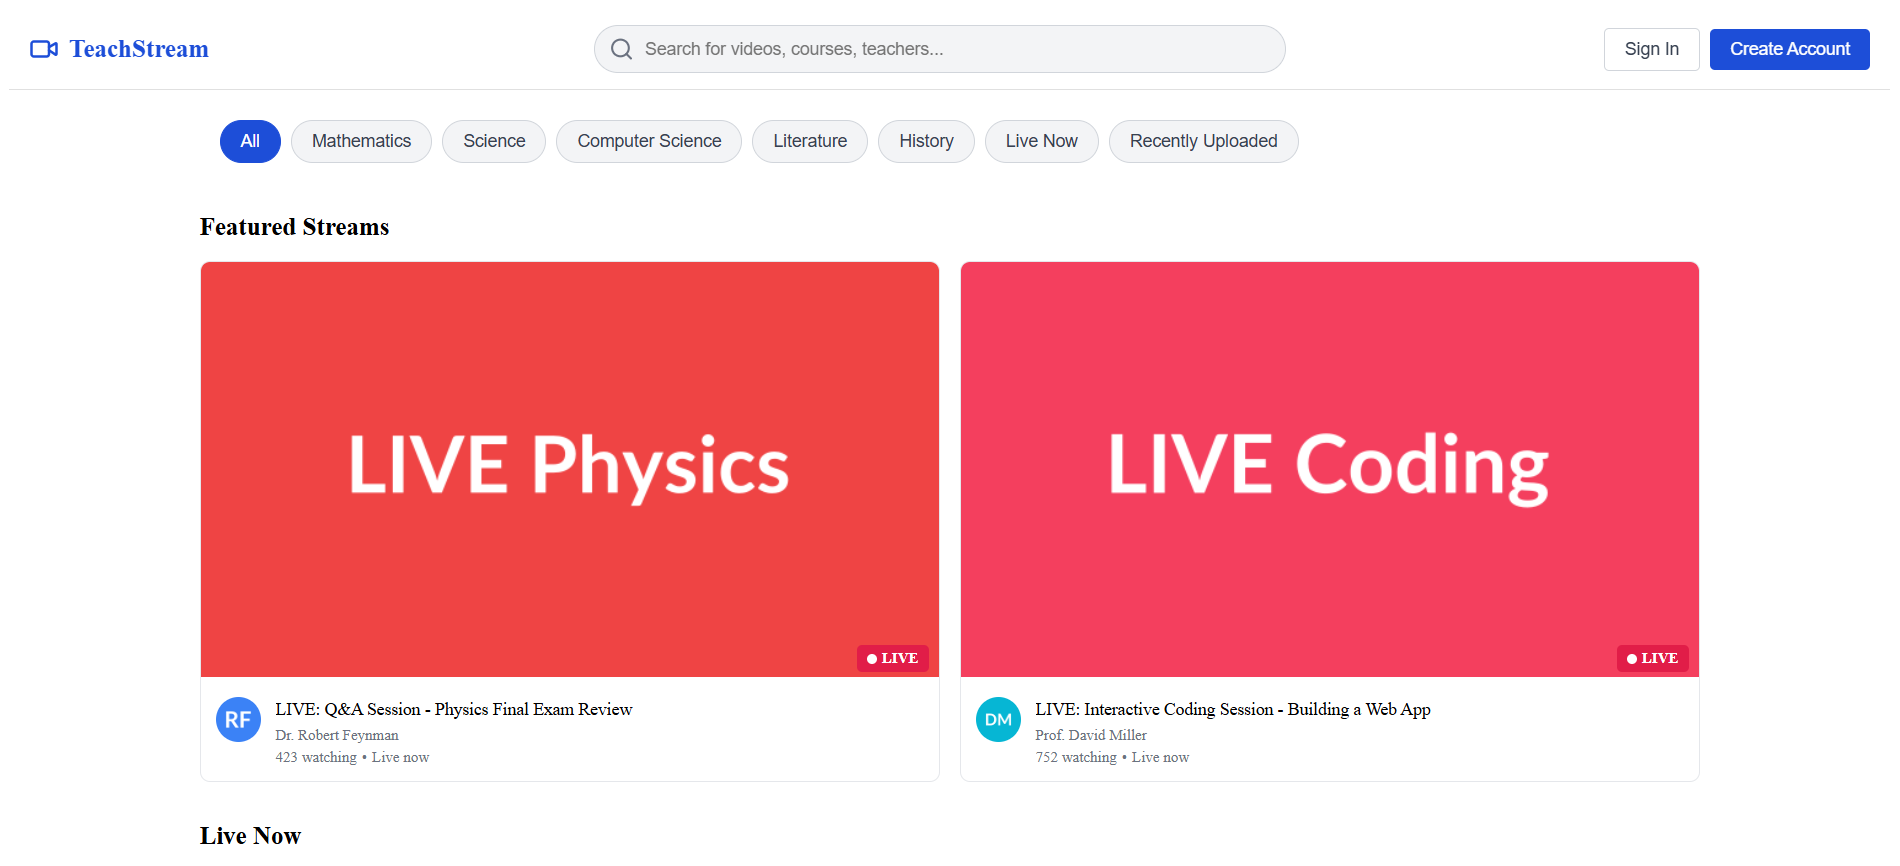 TeachStream
Search for videos, courses, teachers...
Sign In
Create Account
All
Mathematics
Science
Computer Science
Literature
History
Live Now
Recently Uploaded
Featured Streams
LIVE Physics
LIVE
RF
LIVE: Q&A Session - Physics Final Exam Review
Dr. Robert Feynman
423 watching • Live now
LIVE Coding
LIVE
DM
LIVE: Interactive Coding Session - Building a Web App
Prof. David Miller
752 watching • Live now
Live Now